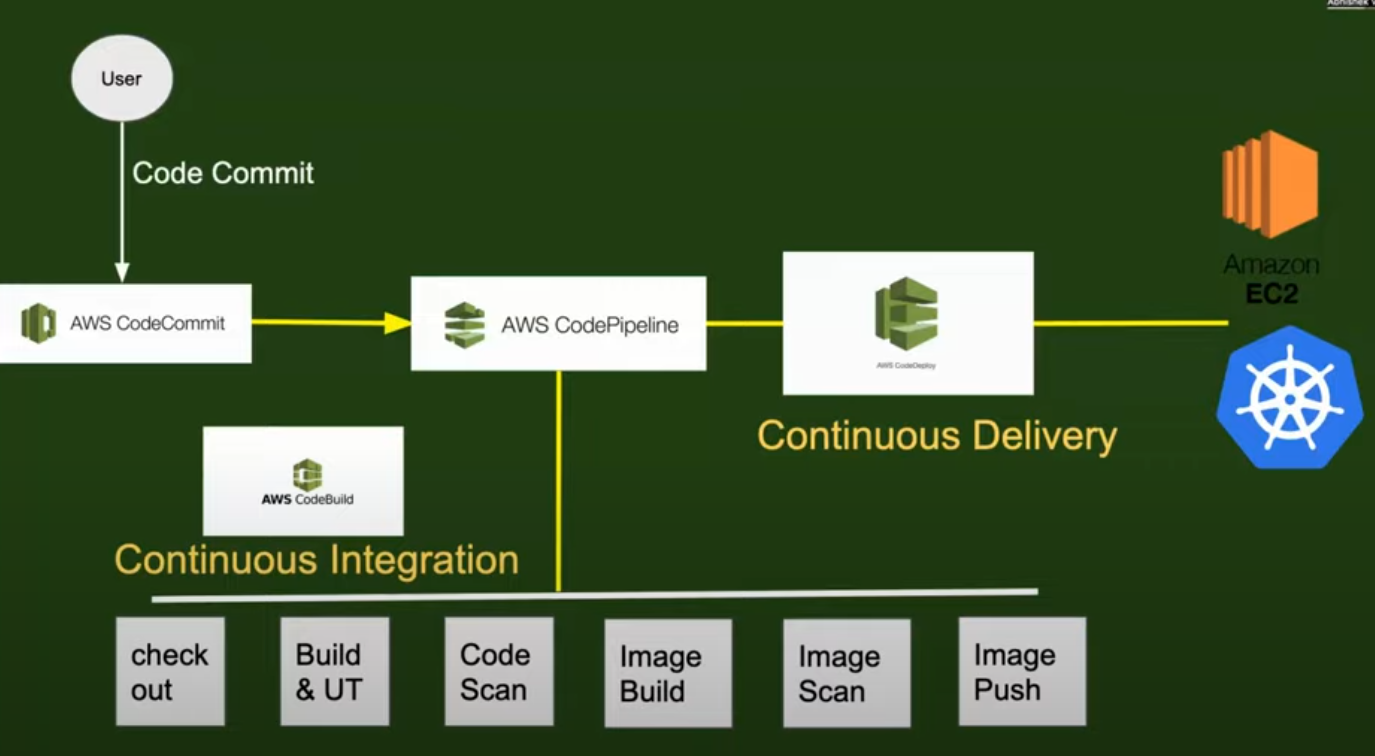 Abhishek
User
Code Commit
AWS CodeCommit
AWS CodePipeline
AWS CodeDeploy
Amazon
EC2
Continuous Delivery
AWS CodeBuild
Continuous Integration
check
out
Build
& UT
Code
Scan
Image
Build
Image
Scan
Image
Push